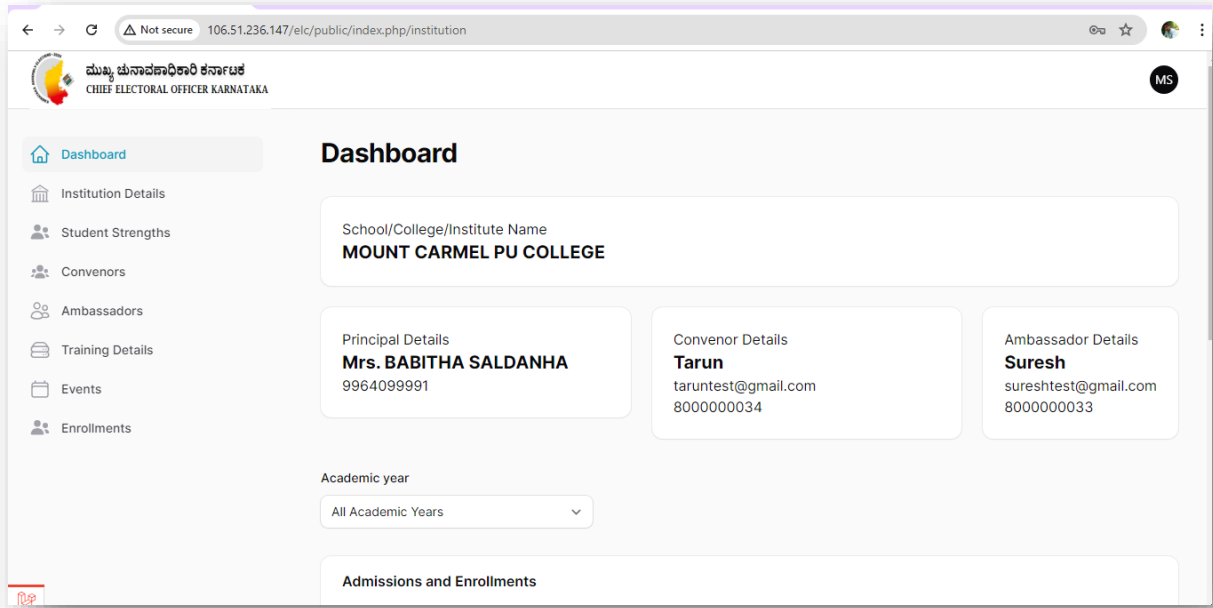 Not secure
106.51.236.147/elc/public/index.php/institution
ಮುಖ್ಯ ಚುನಾವಣಾಧಿಕಾರಿ ಕರ್ನಾಟಕ
CHIEF ELECTORAL OFFICER KARNATAKA
MS
Dashboard
Institution Details
Student Strengths
Convenors
Ambassadors
Training Details
Events
Enrollments
Dashboard
School/College/Institute Name
MOUNT CARMEL PU COLLEGE
Principal Details
Mrs. BABITHA SALDANHA
9964099991
Convenor Details
Tarun
taruntest@gmail.com
8000000034
Ambassador Details
Suresh
sureshtest@gmail.com
8000000033
Academic year
All Academic Years
Admissions and Enrollments